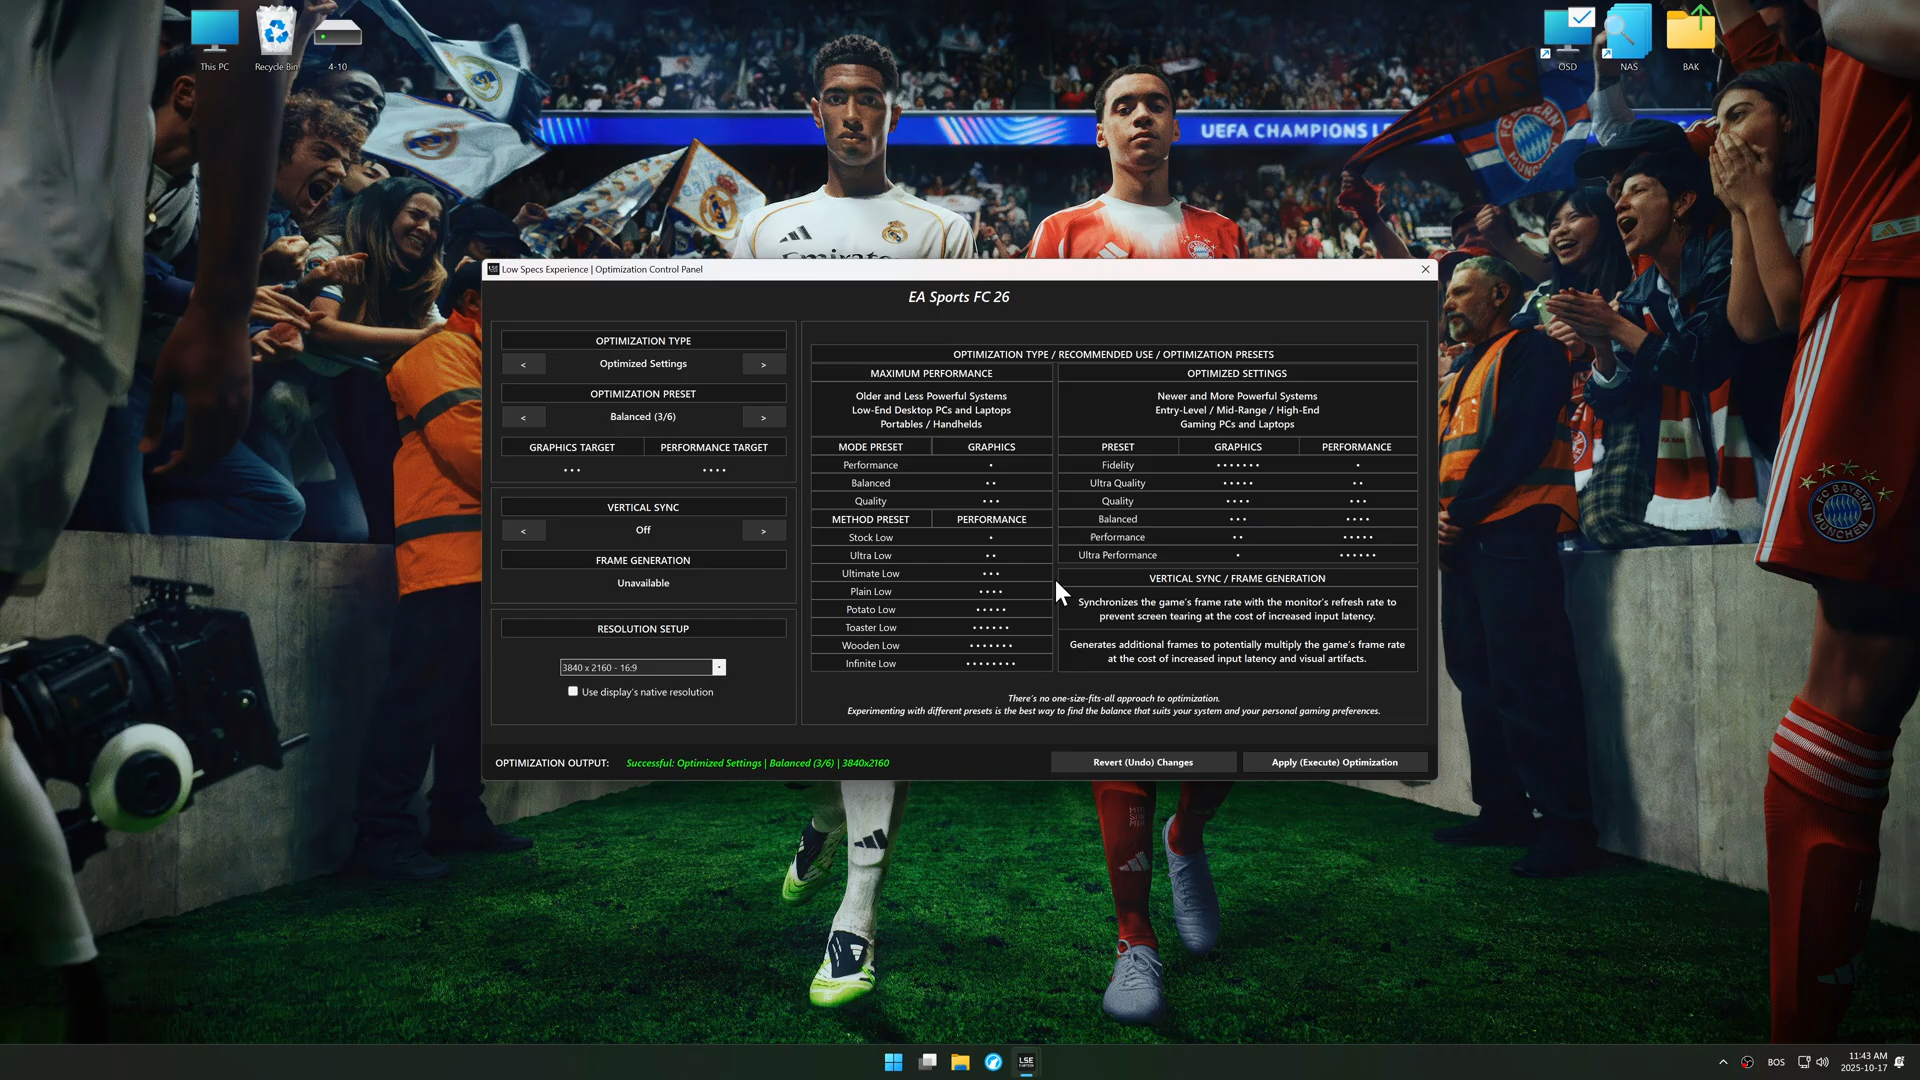 This PC
Recycle Bin
4-10
OSD
NAS
BAK
UEFA CHAMPIONS LE
FC BAYERN
MÜNCHEN
LSE Low Specs Experience | Optimization Control Panel
EA Sports FC 26
OPTIMIZATION TYPE
< Optimized Settings >
OPTIMIZATION PRESET
< Balanced (3/6) >
GRAPHICS TARGET PERFORMANCE TARGET
• • • • • • •
VERTICAL SYNC
< Off >
FRAME GENERATION
Unavailable
RESOLUTION SETUP
3840 x 2160 - 16:9
Use display's native resolution
OPTIMIZATION TYPE / RECOMMENDED USE / OPTIMIZATION PRESETS
MAXIMUM PERFORMANCE
Older and Less Powerful Systems
Low-End Desktop PCs and Laptops
Portables / Handhelds
MODE PRESET GRAPHICS
Performance •
Balanced • •
Quality • • •
METHOD PRESET PERFORMANCE
Stock Low •
Ultra Low • •
Ultimate Low • • •
Plain Low • • • •
Potato Low • • • • •
Toaster Low • • • • • •
Wooden Low • • • • • • •
Infinite Low • • • • • • • •
OPTIMIZED SETTINGS
Newer and More Powerful Systems
Entry-Level / Mid-Range / High-End
Gaming PCs and Laptops
PRESET GRAPHICS PERFORMANCE
Fidelity • • • • • • • •
Ultra Quality • • • • • • •
Quality • • • • • • •
Balanced • • • • • • •
Performance • • • • • • •
Ultra Performance • • • • • • •
VERTICAL SYNC / FRAME GENERATION
Synchronizes the game's frame rate with the monitor's refresh rate to
prevent screen tearing at the cost of increased input latency.
Generates additional frames to potentially multiply the game's frame rate
at the cost of increased input latency and visual artifacts.
There's no one-size-fits-all approach to optimization.
Experimenting with different presets is the best way to find the balance that suits your system and your personal gaming preferences.
OPTIMIZATION OUTPUT: Successful: Optimized Settings | Balanced (3/6) | 3840x2160
Revert (Undo) Changes
Apply (Execute) Optimization
LSE
BOS
11:43 AM
2025-10-17